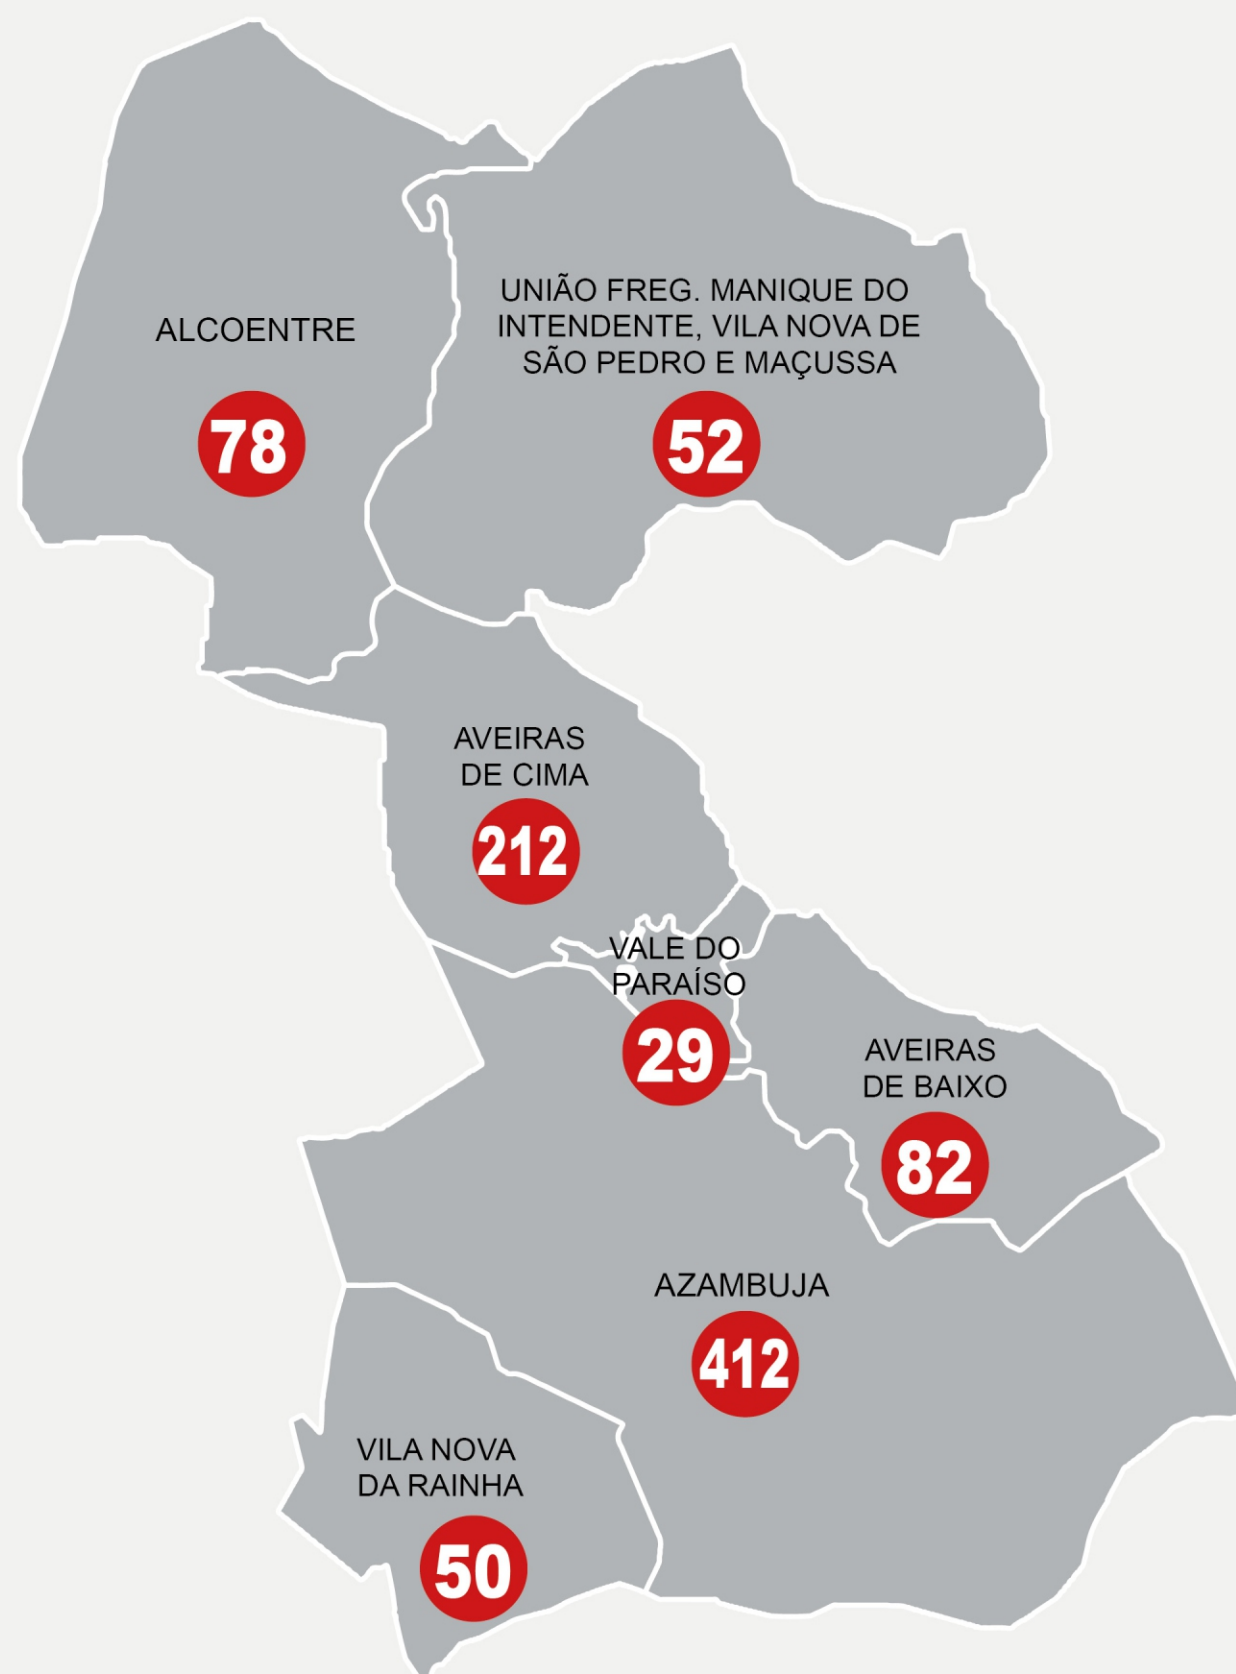 ALCOENTRE
78
UNIÃO FREG. MANIQUE DO
INTENDENTE, VILA NOVA DE
SÃO PEDRO E MAÇUSSA
52
AVEIRAS
DE CIMA
212
VALE DO
PARAÍSO
29
AVEIRAS
DE BAIXO
82
AZAMBUJA
412
VILA NOVA
DA RAINHA
50